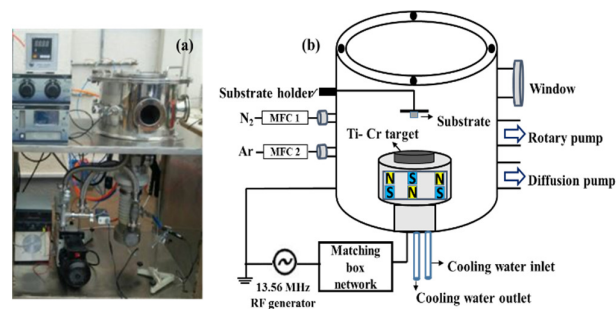 (a)
(b)
Substrate holder
N2
MFC 1
Ar
MFC 2
Window
Substrate
Ti- Cr target
Rotary pump
Diffusion pump
N S N
S N S
Matching
box
network
13.56 MHz
RF generator
Cooling water inlet
Cooling water outlet